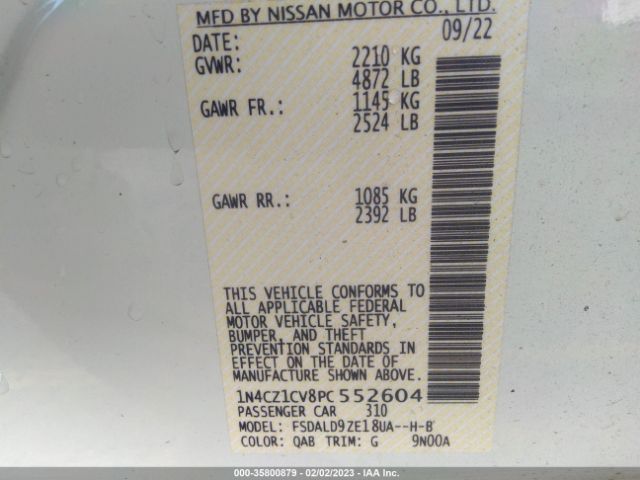 MFD BY NISSAN MOTOR CO., LTD.
DATE: 09/22
GVWR: 2210 KG
4872 LB
GAWR FR.: 1145 KG
2524 LB
GAWR RR.: 1085 KG
2392 LB
THIS VEHICLE CONFORMS TO
ALL APPLICABLE FEDERAL
MOTOR VEHICLE SAFETY,
BUMPER, AND THEFT
PREVENTION STANDARDS IN
EFFECT ON THE DATE OF
MANUFACTURE SHOWN ABOVE.
1N4CZ1CV8PC552604
PASSENGER CAR 310
MODEL: FSDALD9ZE18UA--H-B
COLOR: QAB TRIM: G 9N00A
000-35800879 - 02/02/2023 - IAAI.COM